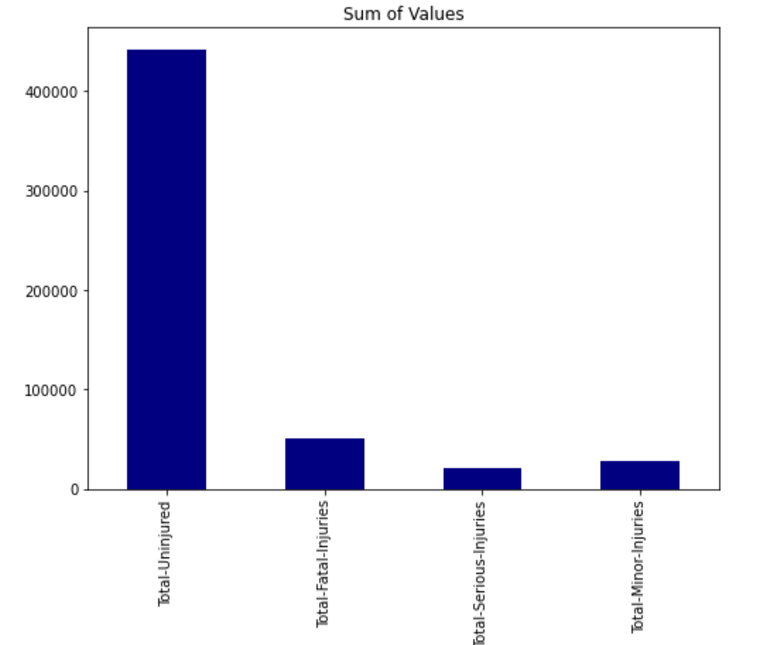 Sum of Values
400000
300000
200000
100000
0
Total-Uninjured
Total-Fatal-Injuries
Total-Serious-Injuries
Total-Minor-Injuries